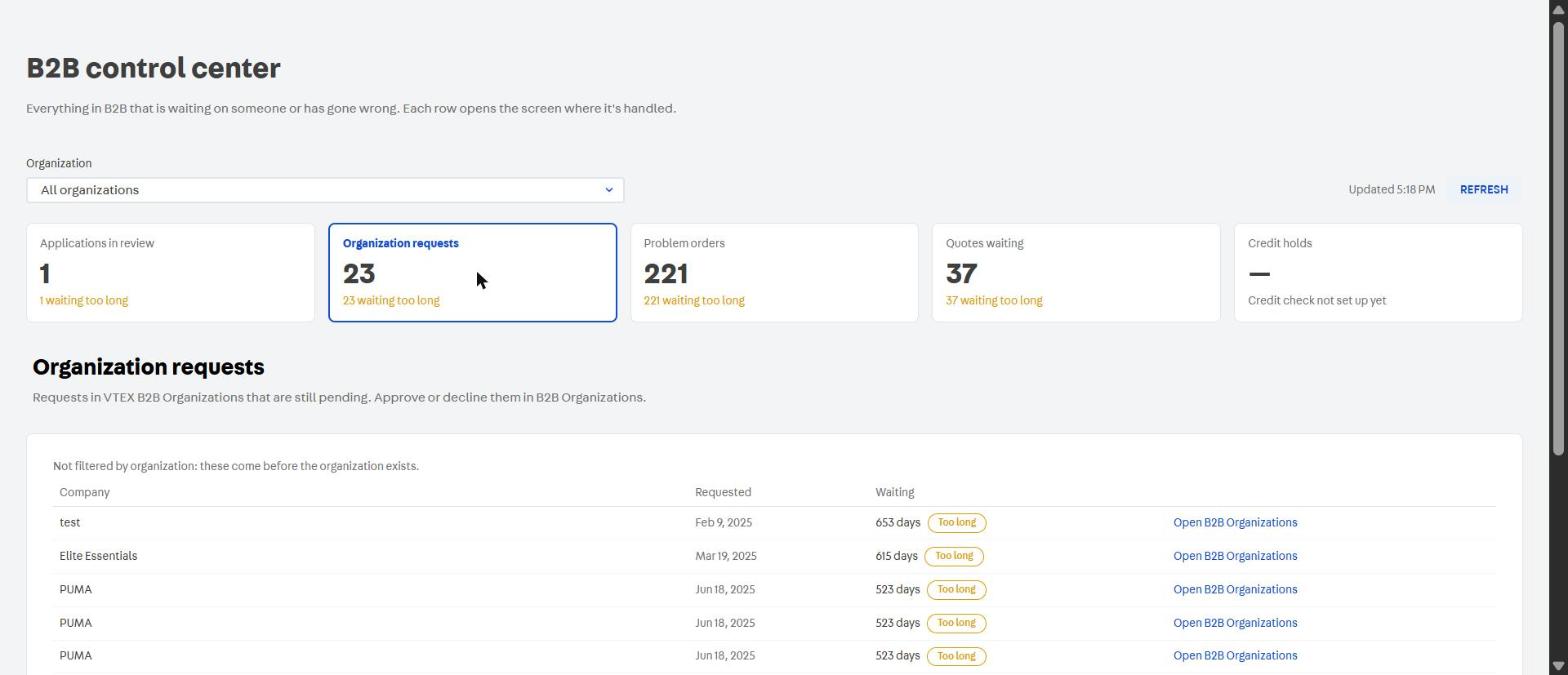 B2B control center
Everything in B2B that is waiting on someone or has gone wrong. Each row opens the screen where it's handled.
Organization
All organizations
Updated 5:18 PM REFRESH
Applications in review
1
1 waiting too long
Organization requests
23
23 waiting too long
Problem orders
221
221 waiting too long
Quotes waiting
37
37 waiting too long
Credit holds
—
Credit check not set up yet
Organization requests
Requests in VTEX B2B Organizations that are still pending. Approve or decline them in B2B Organizations.
Not filtered by organization: these come before the organization exists.
Company Requested Waiting
test Feb 9, 2025 653 days Too long Open B2B Organizations
Elite Essentials Mar 19, 2025 615 days Too long Open B2B Organizations
PUMA Jun 18, 2025 523 days Too long Open B2B Organizations
PUMA Jun 18, 2025 523 days Too long Open B2B Organizations
PUMA Jun 18, 2025 523 days Too long Open B2B Organizations